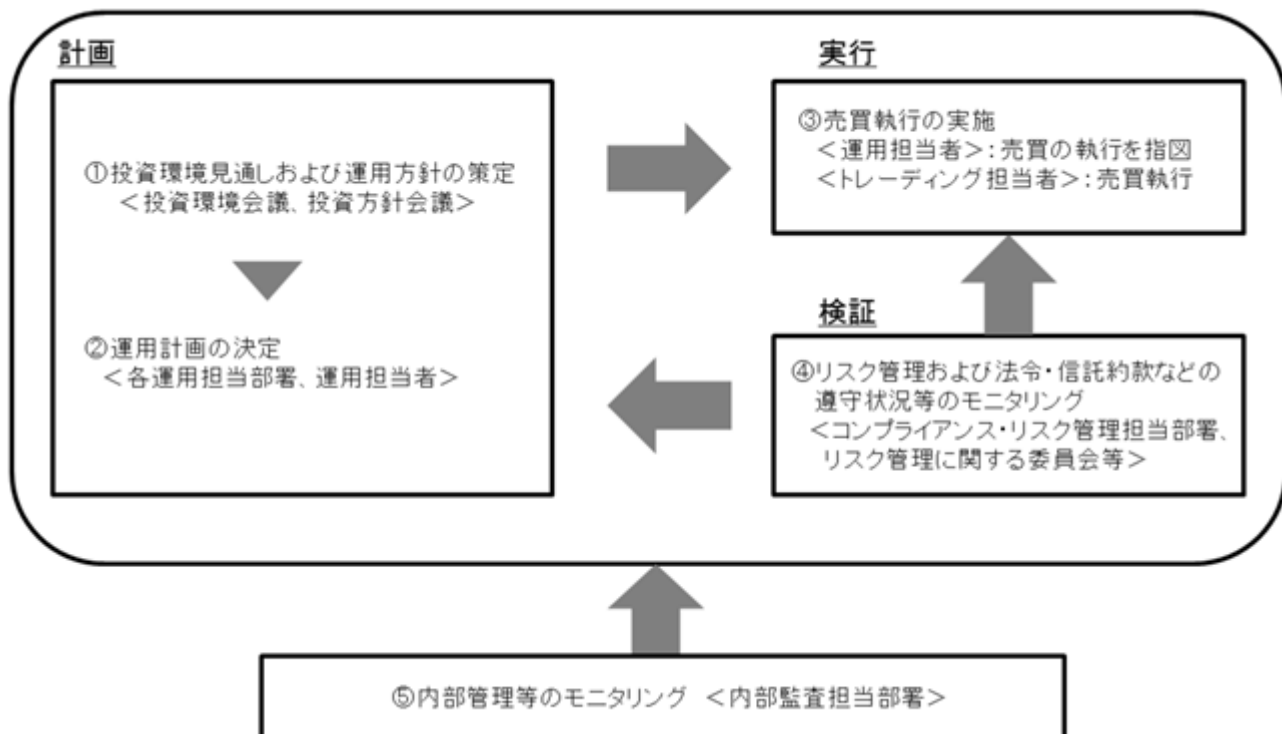 計画
①投資環境見通しおよび運用方針の策定
＜投資環境会議、投資方針会議＞
②運用計画の決定
＜各運用担当部署、運用担当者＞
実行
③売買執行の実施
＜運用担当者＞：売買の執行を指図
＜トレーディング担当者＞：売買執行
検証
④リスク管理および法令・信託約款などの
遵守状況等のモニタリング
＜コンプライアンス・リスク管理担当部署、
リスク管理に関する委員会等＞
⑤内部管理等のモニタリング ＜内部監査担当部署＞